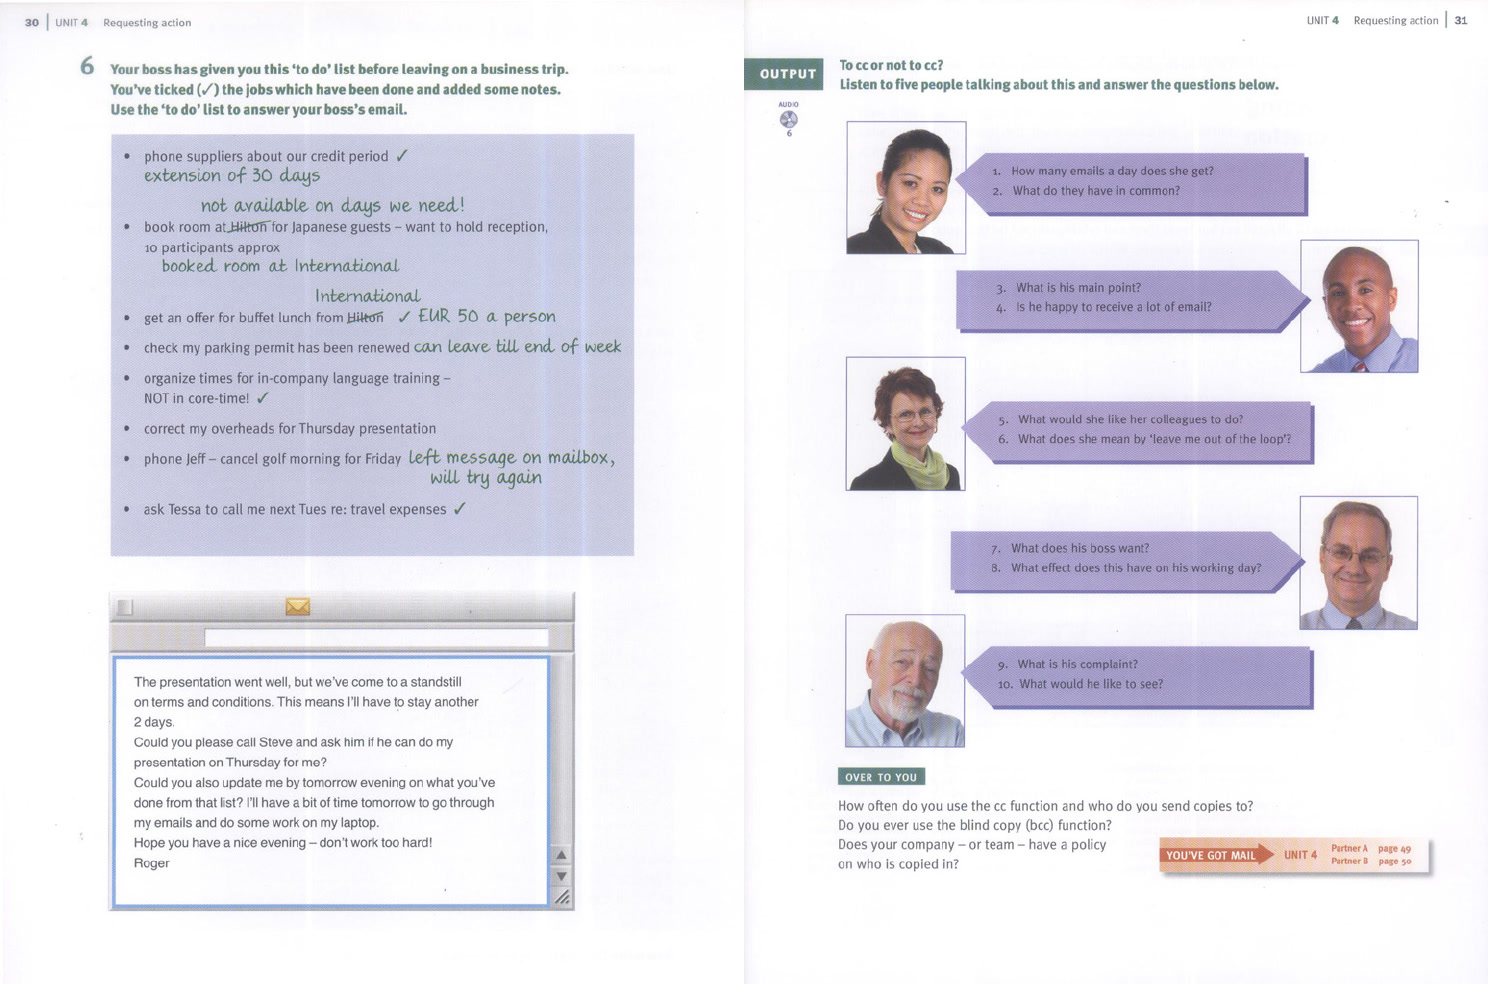 30 | UNIT 4 Requesting action
6 Your boss has given you this ‘to do’ list before leaving on a business trip.
You’ve ticked (✓) the jobs which have been done and added some notes.
Use the ‘to do’ list to answer your boss’s email.
• phone suppliers about our credit period ✓
extension of 30 days
not available on days we need!
• book room at Hilton for Japanese guests – want to hold reception,
10 participants approx
booked room at International
International
• get an offer for buffet lunch from Hilton ✓ EUR 50 a person
• check my parking permit has been renewed can leave till end of week
• organize times for in-company language training –
NOT in core-time! ✓
• correct my overheads for Thursday presentation
• phone Jeff – cancel golf morning for Friday left message on mailbox,
will try again
• ask Tessa to call me next Tues re: travel expenses ✓
The presentation went well, but we’ve come to a standstill
on terms and conditions. This means I’ll have to stay another
2 days.
Could you please call Steve and ask him if he can do my
presentation on Thursday for me?
Could you also update me by tomorrow evening on what you’ve
done from that list? I’ll have a bit of time tomorrow to go through
my emails and do some work on my laptop.
Hope you have a nice evening – don’t work too hard!
Roger
UNIT 4 Requesting action | 31
OUTPUT
To cc or not to cc?
Listen to five people talking about this and answer the questions below.
AUDIO
6
1. How many emails a day does she get?
2. What do they have in common?
3. What is his main point?
4. Is he happy to receive a lot of email?
5. What would she like her colleagues to do?
6. What does she mean by ‘leave me out of the loop’?
7. What does his boss want?
8. What effect does this have on his working day?
9. What is his complaint?
10. What would he like to see?
OVER TO YOU
How often do you use the cc function and who do you send copies to?
Do you ever use the blind copy (bcc) function?
Does your company – or team – have a policy
on who is copied in?
YOU’VE GOT MAIL UNIT 4 Partner A page 49
Partner B page 50